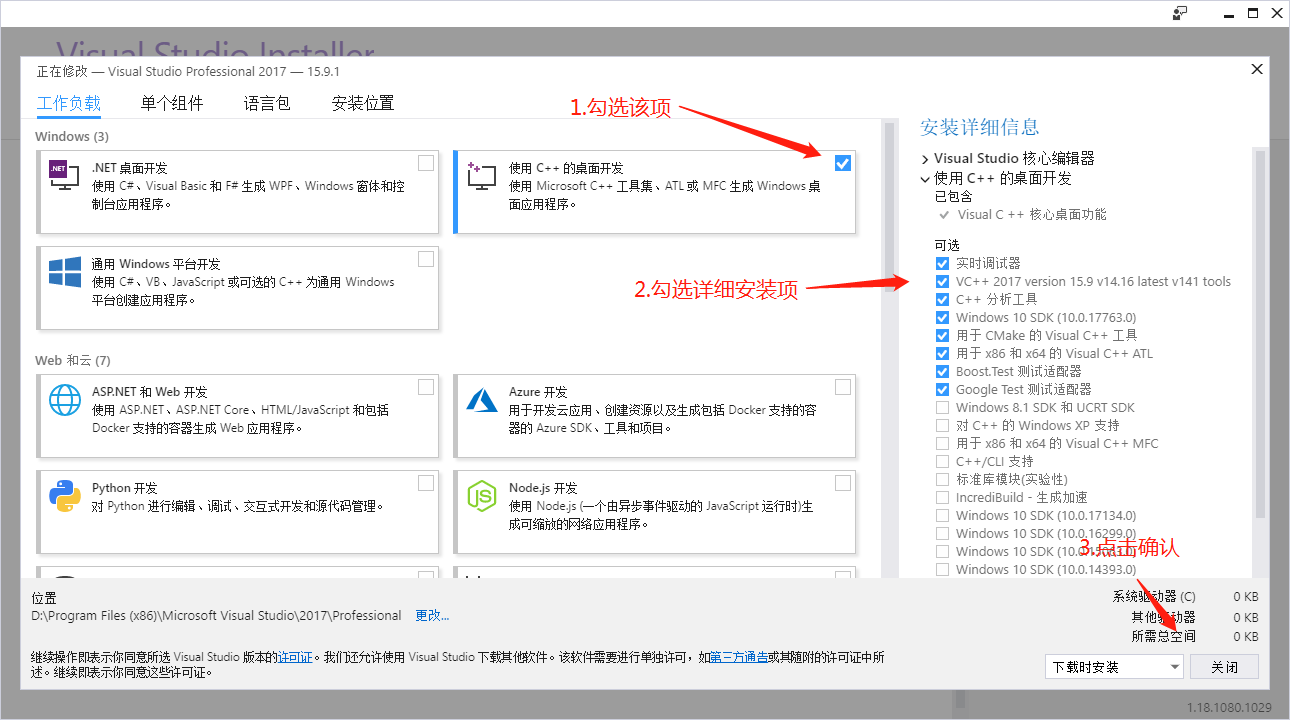 Visual Studio Installer
正在修改 — Visual Studio Professional 2017 — 15.9.1
工作负载 单个组件 语言包 安装位置
1.勾选该项
Windows (3)
.NET
.NET 桌面开发
使用 C#、Visual Basic 和 F# 生成 WPF、Windows 窗体和控
制台应用程序。
使用 C++ 的桌面开发
使用 Microsoft C++ 工具集、ATL 或 MFC 生成 Windows 桌
面应用程序。
通用 Windows 平台开发
使用 C#、VB、JavaScript 或可选的 C++ 为通用 Windows
平台创建应用程序。
2.勾选详细安装项
Web 和云 (7)
ASP.NET 和 Web 开发
使用 ASP.NET、ASP.NET Core、HTML/JavaScript 和包括
Docker 支持的容器生成 Web 应用程序。
Azure 开发
用于开发云应用、创建资源以及生成包括 Docker 支持的容
器的 Azure SDK、工具和项目。
Python 开发
对 Python 进行编辑、调试、交互式开发和源代码管理。
JS
Node.js 开发
使用 Node.js (一个由异步事件驱动的 JavaScript 运行时)生
成可缩放的网络应用程序。
安装详细信息
Visual Studio 核心编辑器
使用 C++ 的桌面开发
已包含
Visual C ++ 核心桌面功能
可选
实时调试器
VC++ 2017 version 15.9 v14.16 latest v141 tools
C++ 分析工具
Windows 10 SDK (10.0.17763.0)
用于 CMake 的 Visual C++ 工具
用于 x86 和 x64 的 Visual C++ ATL
Boost.Test 测试适配器
Google Test 测试适配器
Windows 8.1 SDK 和 UCRT SDK
对 C++ 的 Windows XP 支持
用于 x86 和 x64 的 Visual C++ MFC
C++/CLI 支持
标准库模块(实验性)
IncrediBuild - 生成加速
Windows 10 SDK (10.0.17134.0)
Windows 10 SDK (10.0.16299.0)
3.点击确认
Windows 10 SDK (10.0.15063.0)
Windows 10 SDK (10.0.14393.0)
位置
D:\Program Files (x86)\Microsoft Visual Studio\2017\Professional 更改...
系统驱动器 (C) 0 KB
其他驱动器 0 KB
所需总空间 0 KB
继续操作即表示你同意所选 Visual Studio 版本的许可证。我们还允许使用 Visual Studio 下载其他软件。该软件需要进行单独许可，如第三方通告或其随附的许可证中所
述。继续即表示你同意这些许可证。
下载时安装 关闭
1.18.1080.1029